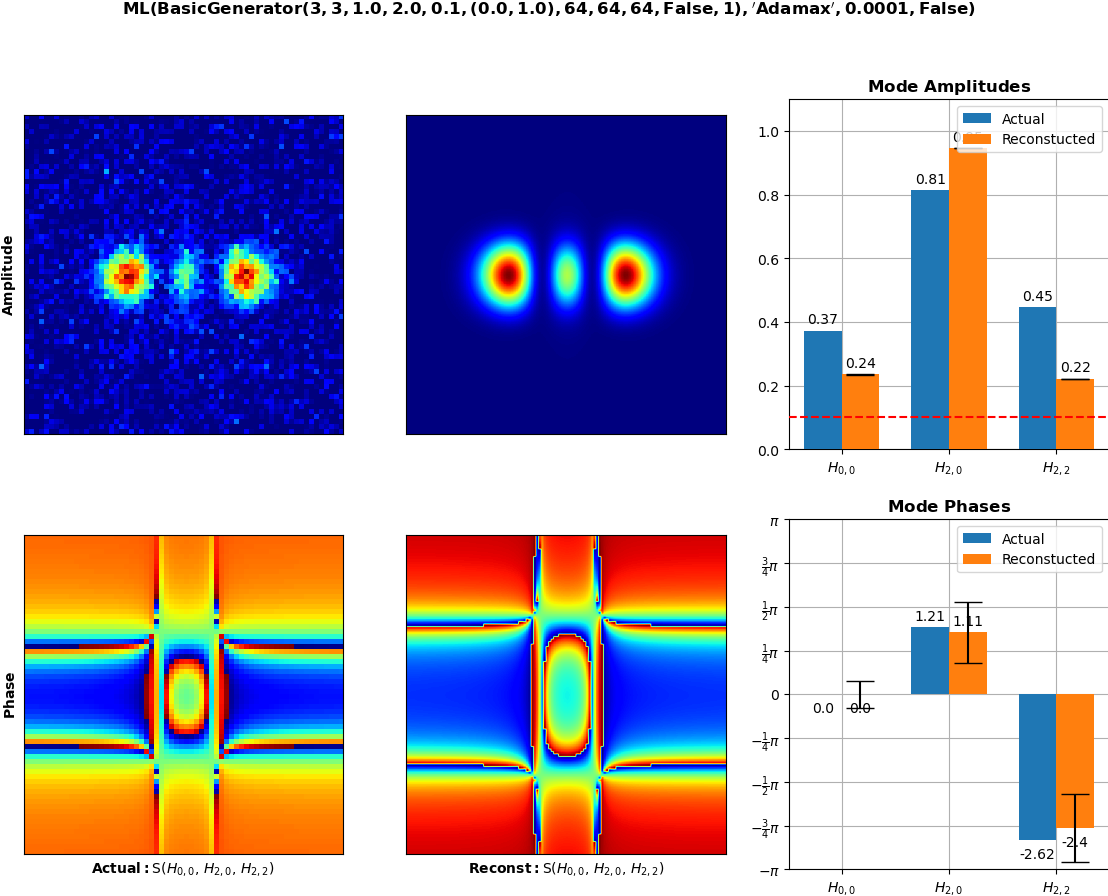 ML(BasicGenerator(3, 3, 1.0, 2.0, 0.1, (0.0, 1.0), 64, 64, 64, False, 1), ′Adamax′, 0.0001, False)
Amplitude
Mode Amplitudes
Actual
Reconstucted
1.0
0.8
0.6
0.4
0.2
0.0
0.37
0.24
0.81
0.45
0.22
H0,0
H2,0
H2,2
Phase
Actual: S(H0,0, H2,0, H2,2)
Reconst: S(H0,0, H2,0, H2,2)
Mode Phases
Actual
Reconstucted
π
3/4π
1/2π
1/4π
0
−1/4π
−1/2π
−3/4π
−π
0.0
0.0
1.21
1.11
-2.62
-2.4
H0,0
H2,0
H2,2